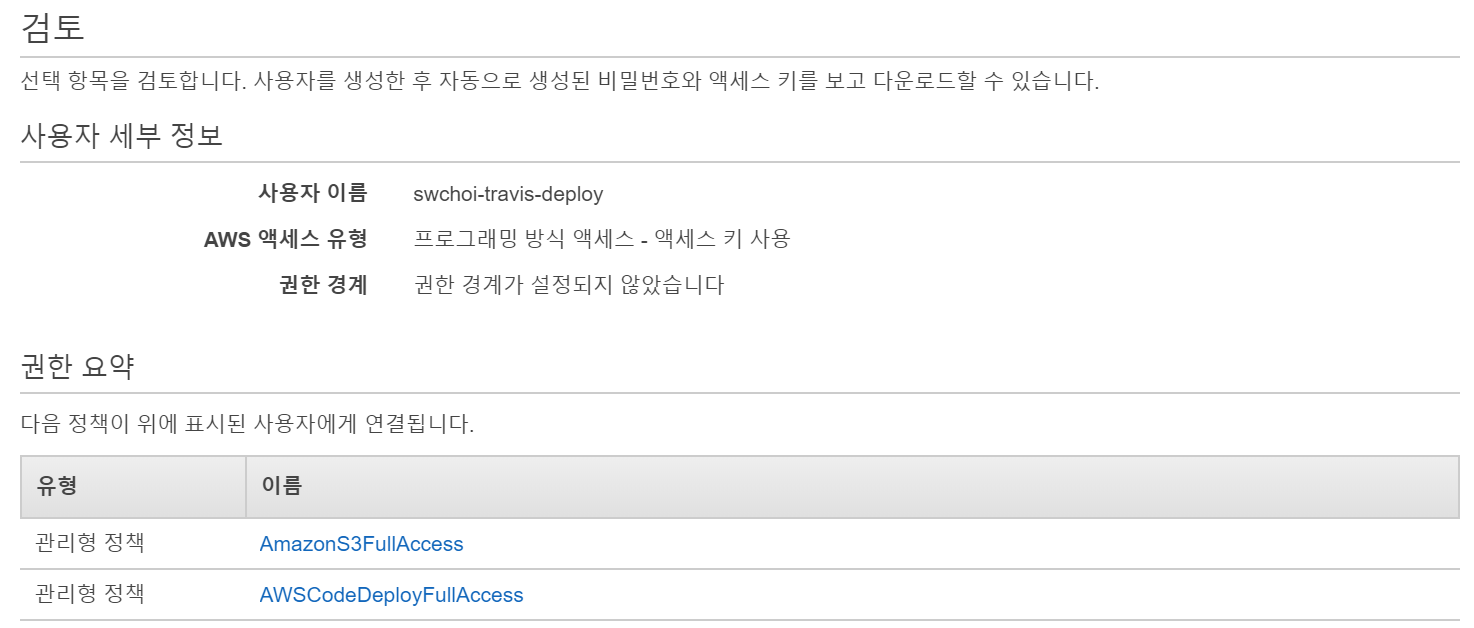 검토
선택 항목을 검토합니다. 사용자를 생성한 후 자동으로 생성된 비밀번호와 액세스 키를 보고 다운로드할 수 있습니다.
사용자 세부 정보
사용자 이름 swchoi-travis-deploy
AWS 액세스 유형 프로그래밍 방식 액세스 - 액세스 키 사용
권한 경계 권한 경계가 설정되지 않았습니다
권한 요약
다음 정책이 위에 표시된 사용자에게 연결됩니다.
유형 이름
관리형 정책 AmazonS3FullAccess
관리형 정책 AWSCodeDeployFullAccess